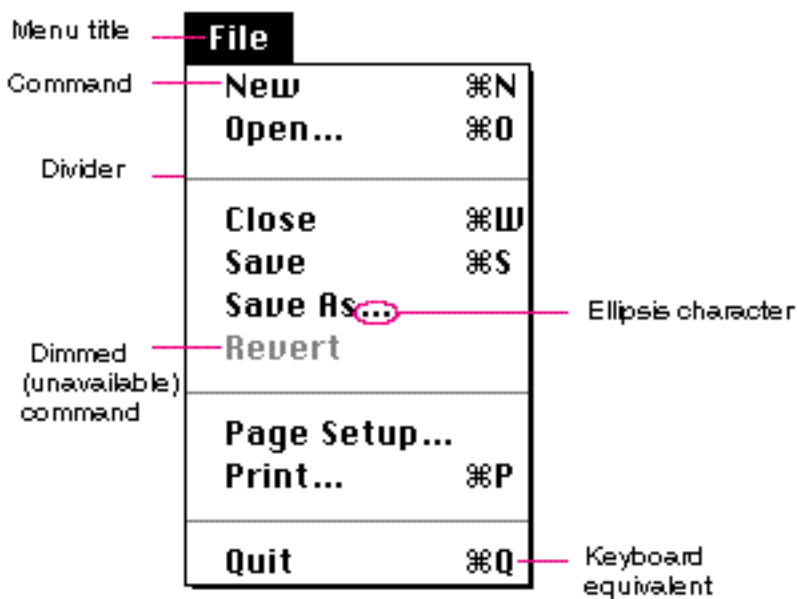 Menu title
File
Command
New ⌘N
Open... ⌘O
Divider
Close ⌘W
Save ⌘S
Save As...
Ellipsis character
Revert
Dimmed
(unavailable)
command
Page Setup...
Print... ⌘P
Quit ⌘Q
Keyboard
equivalent